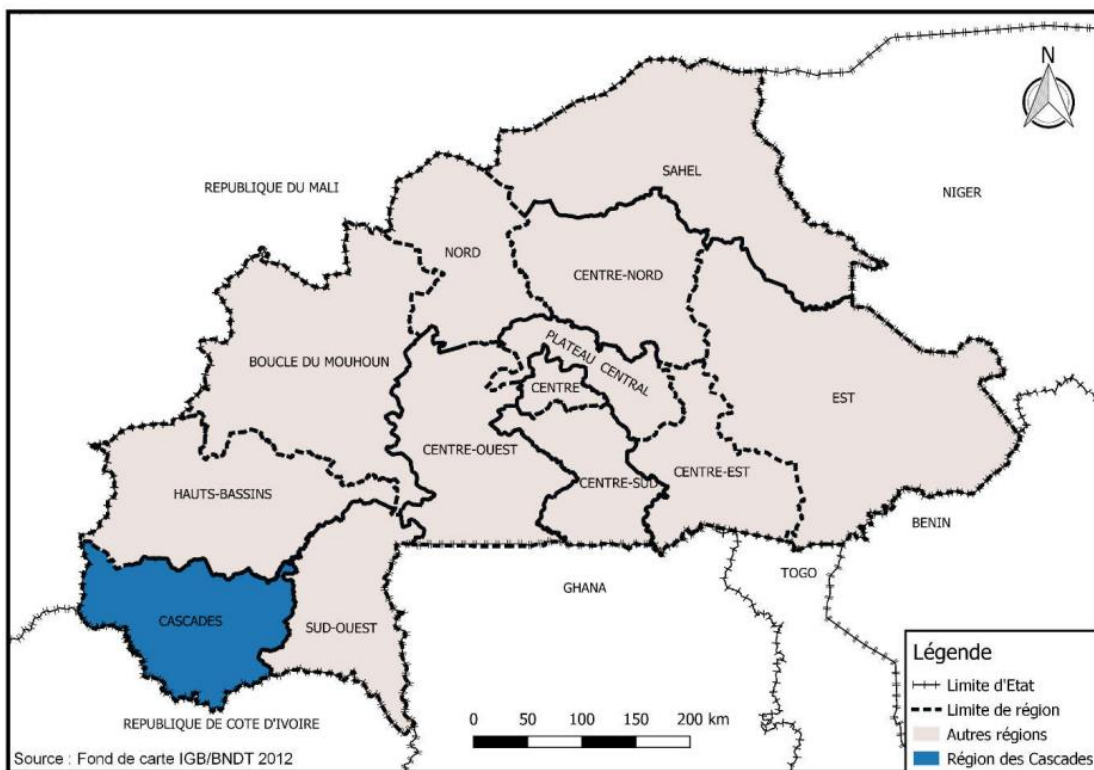 N
SAHEL
REPUBLIQUE DU MALI
NIGER
NORD
CENTRE-NORD
PLATEAU CENTRAL
BOUCLE DU MOUHOUN
CENTRE
EST
CENTRE-OUEST
CENTRE-EST
CENTRE-SUD
HAUTS-BASSINS
BENIN
TOGO
GHANA
CASCADES
SUD-OUEST
REPUBLIQUE DE COTE D'IVOIRE
0 50 100 150 200 km
Source : Fond de carte IGB/BNDT 2012
Légende
Limite d'Etat
Limite de région
Autres régions
Région des Cascades